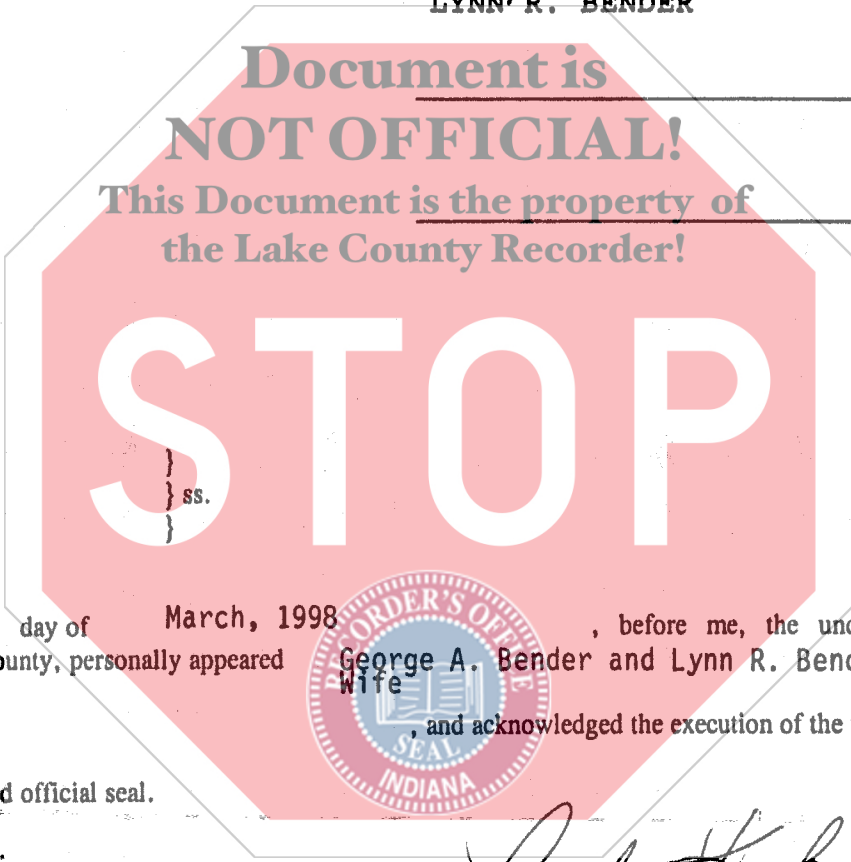 LYNN R. BENDER
Document is
NOT OFFICIAL!
This Document is the property of
the Lake County Recorder!
STOP
}
} ss.
}
day of March, 1998 , before me, the und
ounty, personally appeared George A. Bender and Lynn R. Bend
Wife
, and acknowledged the execution of the
RECORDER'S OFFICE
SEAL
INDIANA
d official seal.